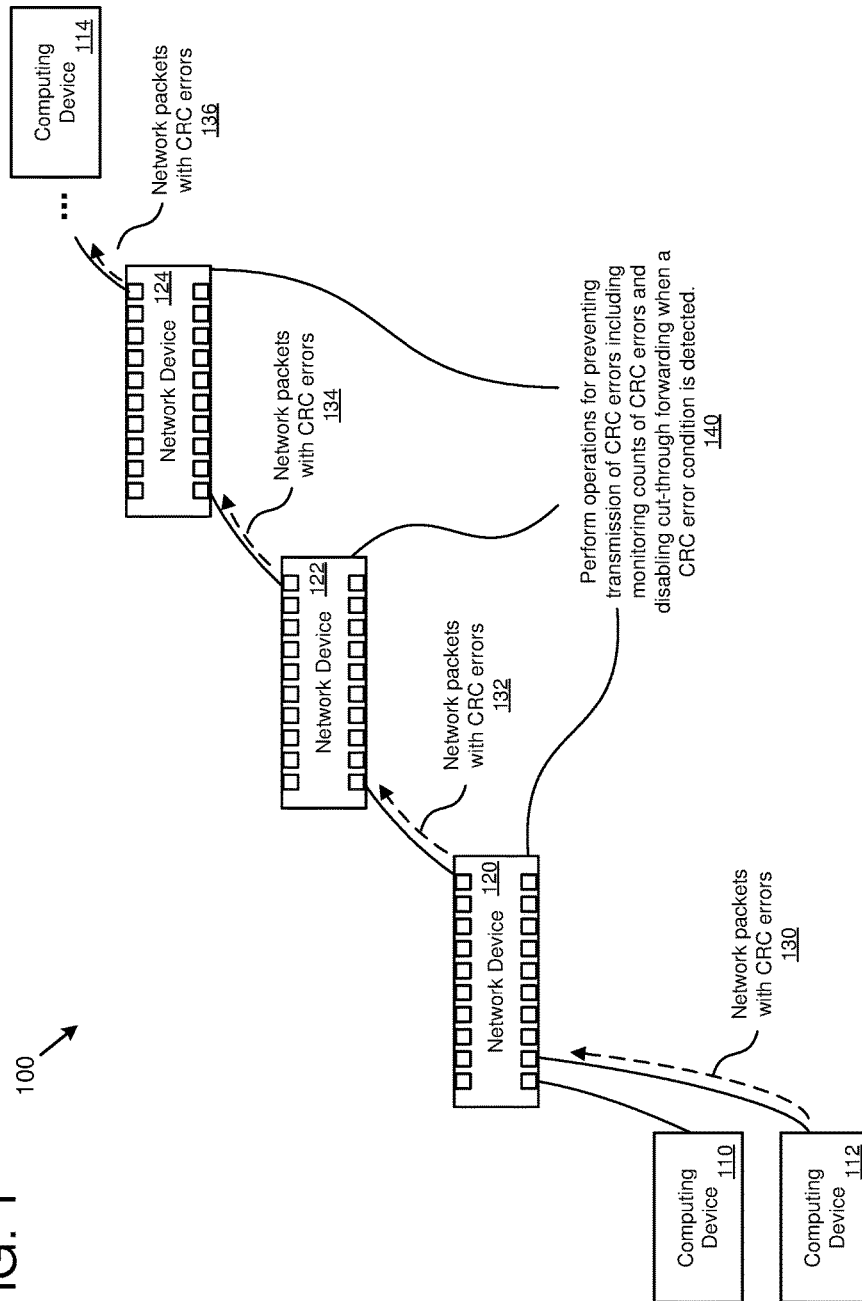 IG. 1
100
Computing
Device
114
...
Network packets
with CRC errors
136
Network Device
124
Network packets
with CRC errors
134
Network Device
122
Network packets
with CRC errors
132
Network Device
120
Perform operations for preventing
transmission of CRC errors including
monitoring counts of CRC errors and
disabling cut-through forwarding when a
CRC error condition is detected.
140
Network packets
with CRC errors
130
Computing
Device
110
Computing
Device
112